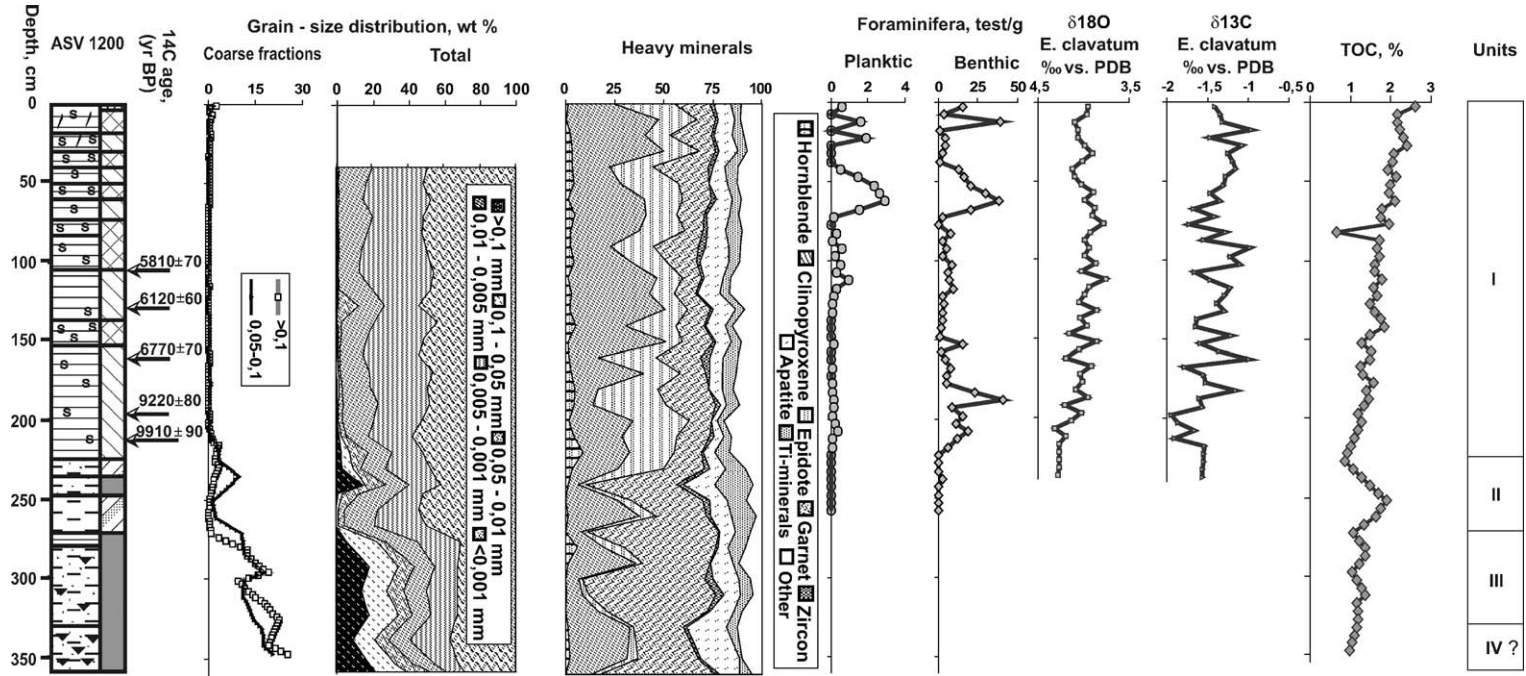 Depth, cm
ASV 1200
14C age,
(yr BP)
Grain - size distribution, wt %
Coarse fractions
Total
Heavy minerals
Foraminifera, test/g
Planktic
Benthic
δ18O
E. clavatum
‰ vs. PDB
δ13C
E. clavatum
‰ vs. PDB
TOC, %
Units
0
50
100
150
200
250
300
350
S S
S S
S S
S
S S
S
S S
S
S
S
S S
S
S
S
S
S
5810±70
6120±60
6770±70
9220±80
9910±90
0 15 30
0 20 40 60 80 100
0 25 50 75 100
0 2 4
0 25 50
4,5 3,5
-2 -1,5 -1 -0,5
0 1 2 3
>0,1
0,05-0,1
>0,1 mm 0,1 - 0,05 mm 0,05 - 0,01 mm
0,01 - 0,005 mm 0,005 - 0,001 mm <0,001 mm
Hornblende Clinopyroxene Epidote Garnet Zircon
Apatite Ti-minerals Other
I
II
III
IV ?